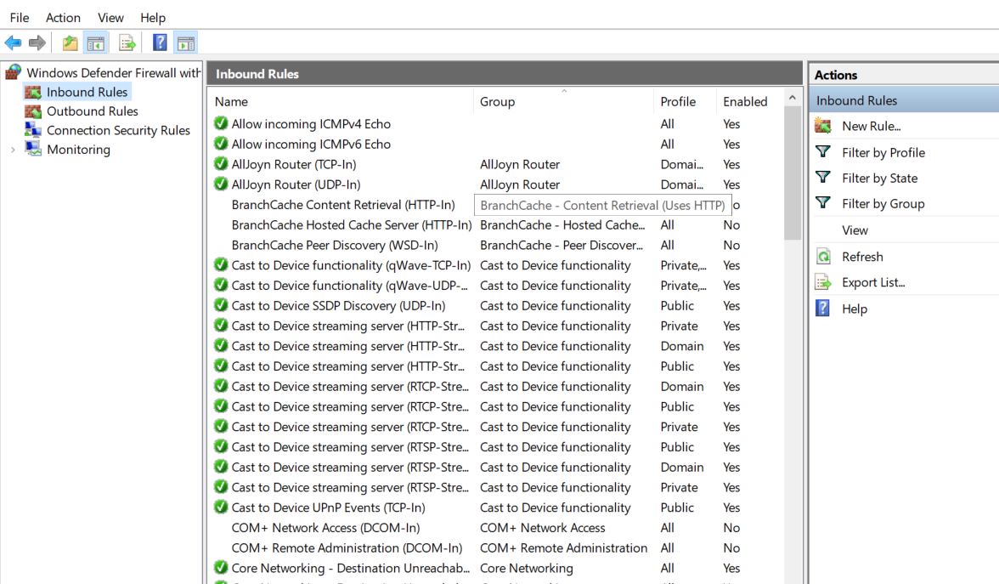 File Action View Help
Windows Defender Firewall with
Inbound Rules
Outbound Rules
Connection Security Rules
Monitoring
Inbound Rules
Name Group Profile Enabled
Allow incoming ICMPv4 Echo All Yes
Allow incoming ICMPv6 Echo All Yes
AllJoyn Router (TCP-In) AllJoyn Router Domai... Yes
AllJoyn Router (UDP-In) AllJoyn Router Domai... Yes
BranchCache Content Retrieval (HTTP-In) BranchCache - Content Retrieval (Uses HTTP) o
BranchCache Hosted Cache Server (HTTP-In) BranchCache - Hosted Cache... All No
BranchCache Peer Discovery (WSD-In) BranchCache - Peer Discover... All No
Cast to Device functionality (qWave-TCP-In) Cast to Device functionality Private,... Yes
Cast to Device functionality (qWave-UDP-... Cast to Device functionality Private,... Yes
Cast to Device SSDP Discovery (UDP-In) Cast to Device functionality Public Yes
Cast to Device streaming server (HTTP-Str... Cast to Device functionality Private Yes
Cast to Device streaming server (HTTP-Str... Cast to Device functionality Domain Yes
Cast to Device streaming server (HTTP-Str... Cast to Device functionality Public Yes
Cast to Device streaming server (RTCP-Stre... Cast to Device functionality Domain Yes
Cast to Device streaming server (RTCP-Stre... Cast to Device functionality Public Yes
Cast to Device streaming server (RTCP-Stre... Cast to Device functionality Private Yes
Cast to Device streaming server (RTSP-Stre... Cast to Device functionality Public Yes
Cast to Device streaming server (RTSP-Stre... Cast to Device functionality Domain Yes
Cast to Device streaming server (RTSP-Stre... Cast to Device functionality Private Yes
Cast to Device UPnP Events (TCP-In) Cast to Device functionality Public Yes
COM+ Network Access (DCOM-In) COM+ Network Access All No
COM+ Remote Administration (DCOM-In) COM+ Remote Administration All No
Core Networking - Destination Unreachab... Core Networking All Yes
Actions
Inbound Rules
New Rule...
Filter by Profile
Filter by State
Filter by Group
View
Refresh
Export List...
Help